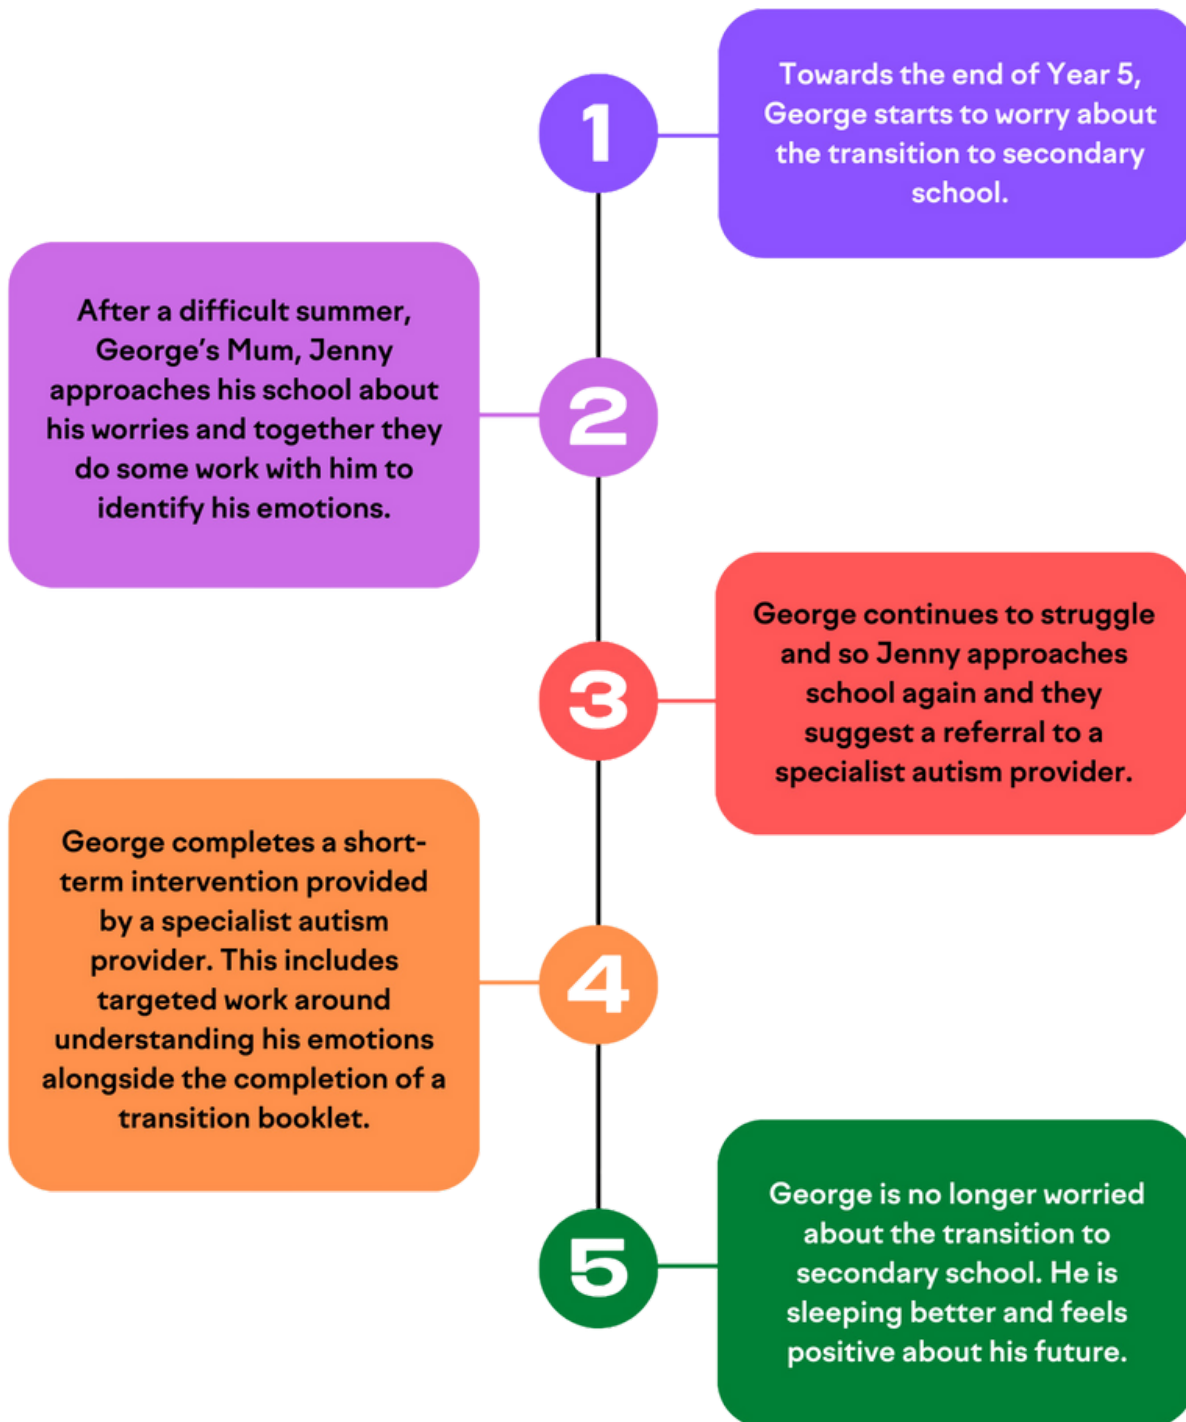 1
Towards the end of Year 5,
George starts to worry about
the transition to secondary
school.
After a difficult summer,
George's Mum, Jenny
approaches his school about
his worries and together they
do some work with him to
identify his emotions.
2
3
George continues to struggle
and so Jenny approaches
school again and they
suggest a referral to a
specialist autism provider.
George completes a short-
term intervention provided
by a specialist autism
provider. This includes
targeted work around
understanding his emotions
alongside the completion of a
transition booklet.
4
5
George is no longer worried
about the transition to
secondary school. He is
sleeping better and feels
positive about his future.